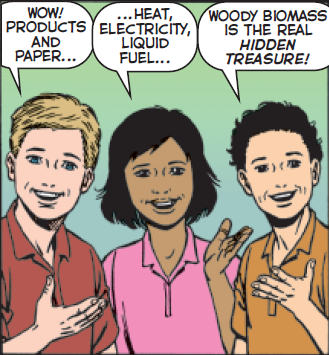 WOW!
PRODUCTS
AND
PAPER...
...HEAT,
ELECTRICITY,
LIQUID
FUEL...
WOODY BIOMASS
IS THE REAL
HIDDEN
TREASURE!